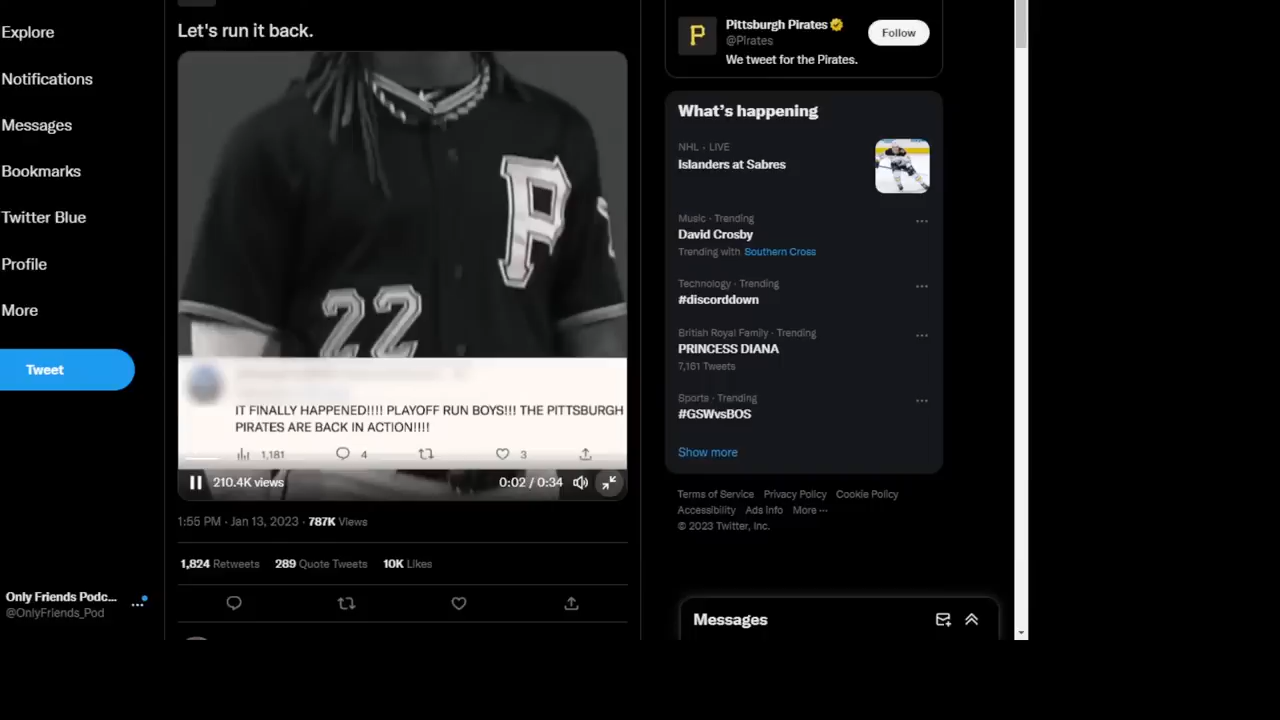 Explore
Notifications
Messages
Bookmarks
Twitter Blue
Profile
More
Tweet
Only Friends Podc...
@OnlyFriends_Pod
Let's run it back.
P
22
IT FINALLY HAPPENED!!!! PLAYOFF RUN BOYS!!! THE PITTSBURGH
PIRATES ARE BACK IN ACTION!!!!
1,181 4 3
210.4K views 0:02 / 0:34
1:55 PM · Jan 13, 2023 · 787K Views
1,824 Retweets 289 Quote Tweets 10K Likes
P
Pittsburgh Pirates
@Pirates
Follow
We tweet for the Pirates.
What's happening
NHL · LIVE
Islanders at Sabres
Music · Trending
David Crosby
Trending with Southern Cross
Technology · Trending
#discorddown
British Royal Family · Trending
PRINCESS DIANA
7,161 Tweets
Sports · Trending
#GSWvsBOS
Show more
Terms of Service Privacy Policy Cookie Policy
Accessibility Ads info More ···
© 2023 Twitter, Inc.
Messages